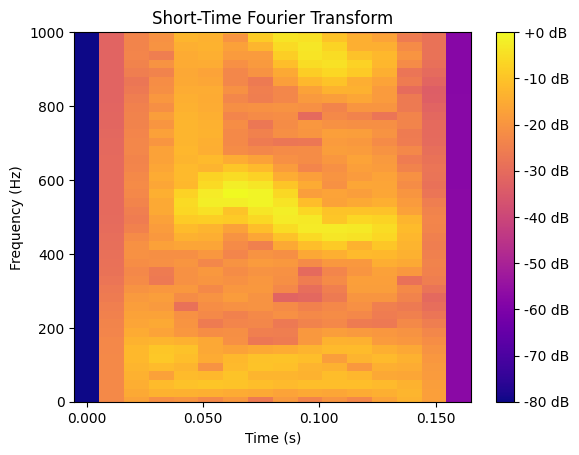 Short-Time Fourier Transform
1000
800
600
400
200
0
Frequency (Hz)
0.000
0.050
0.100
0.150
Time (s)
+0 dB
-10 dB
-20 dB
-30 dB
-40 dB
-50 dB
-60 dB
-70 dB
-80 dB